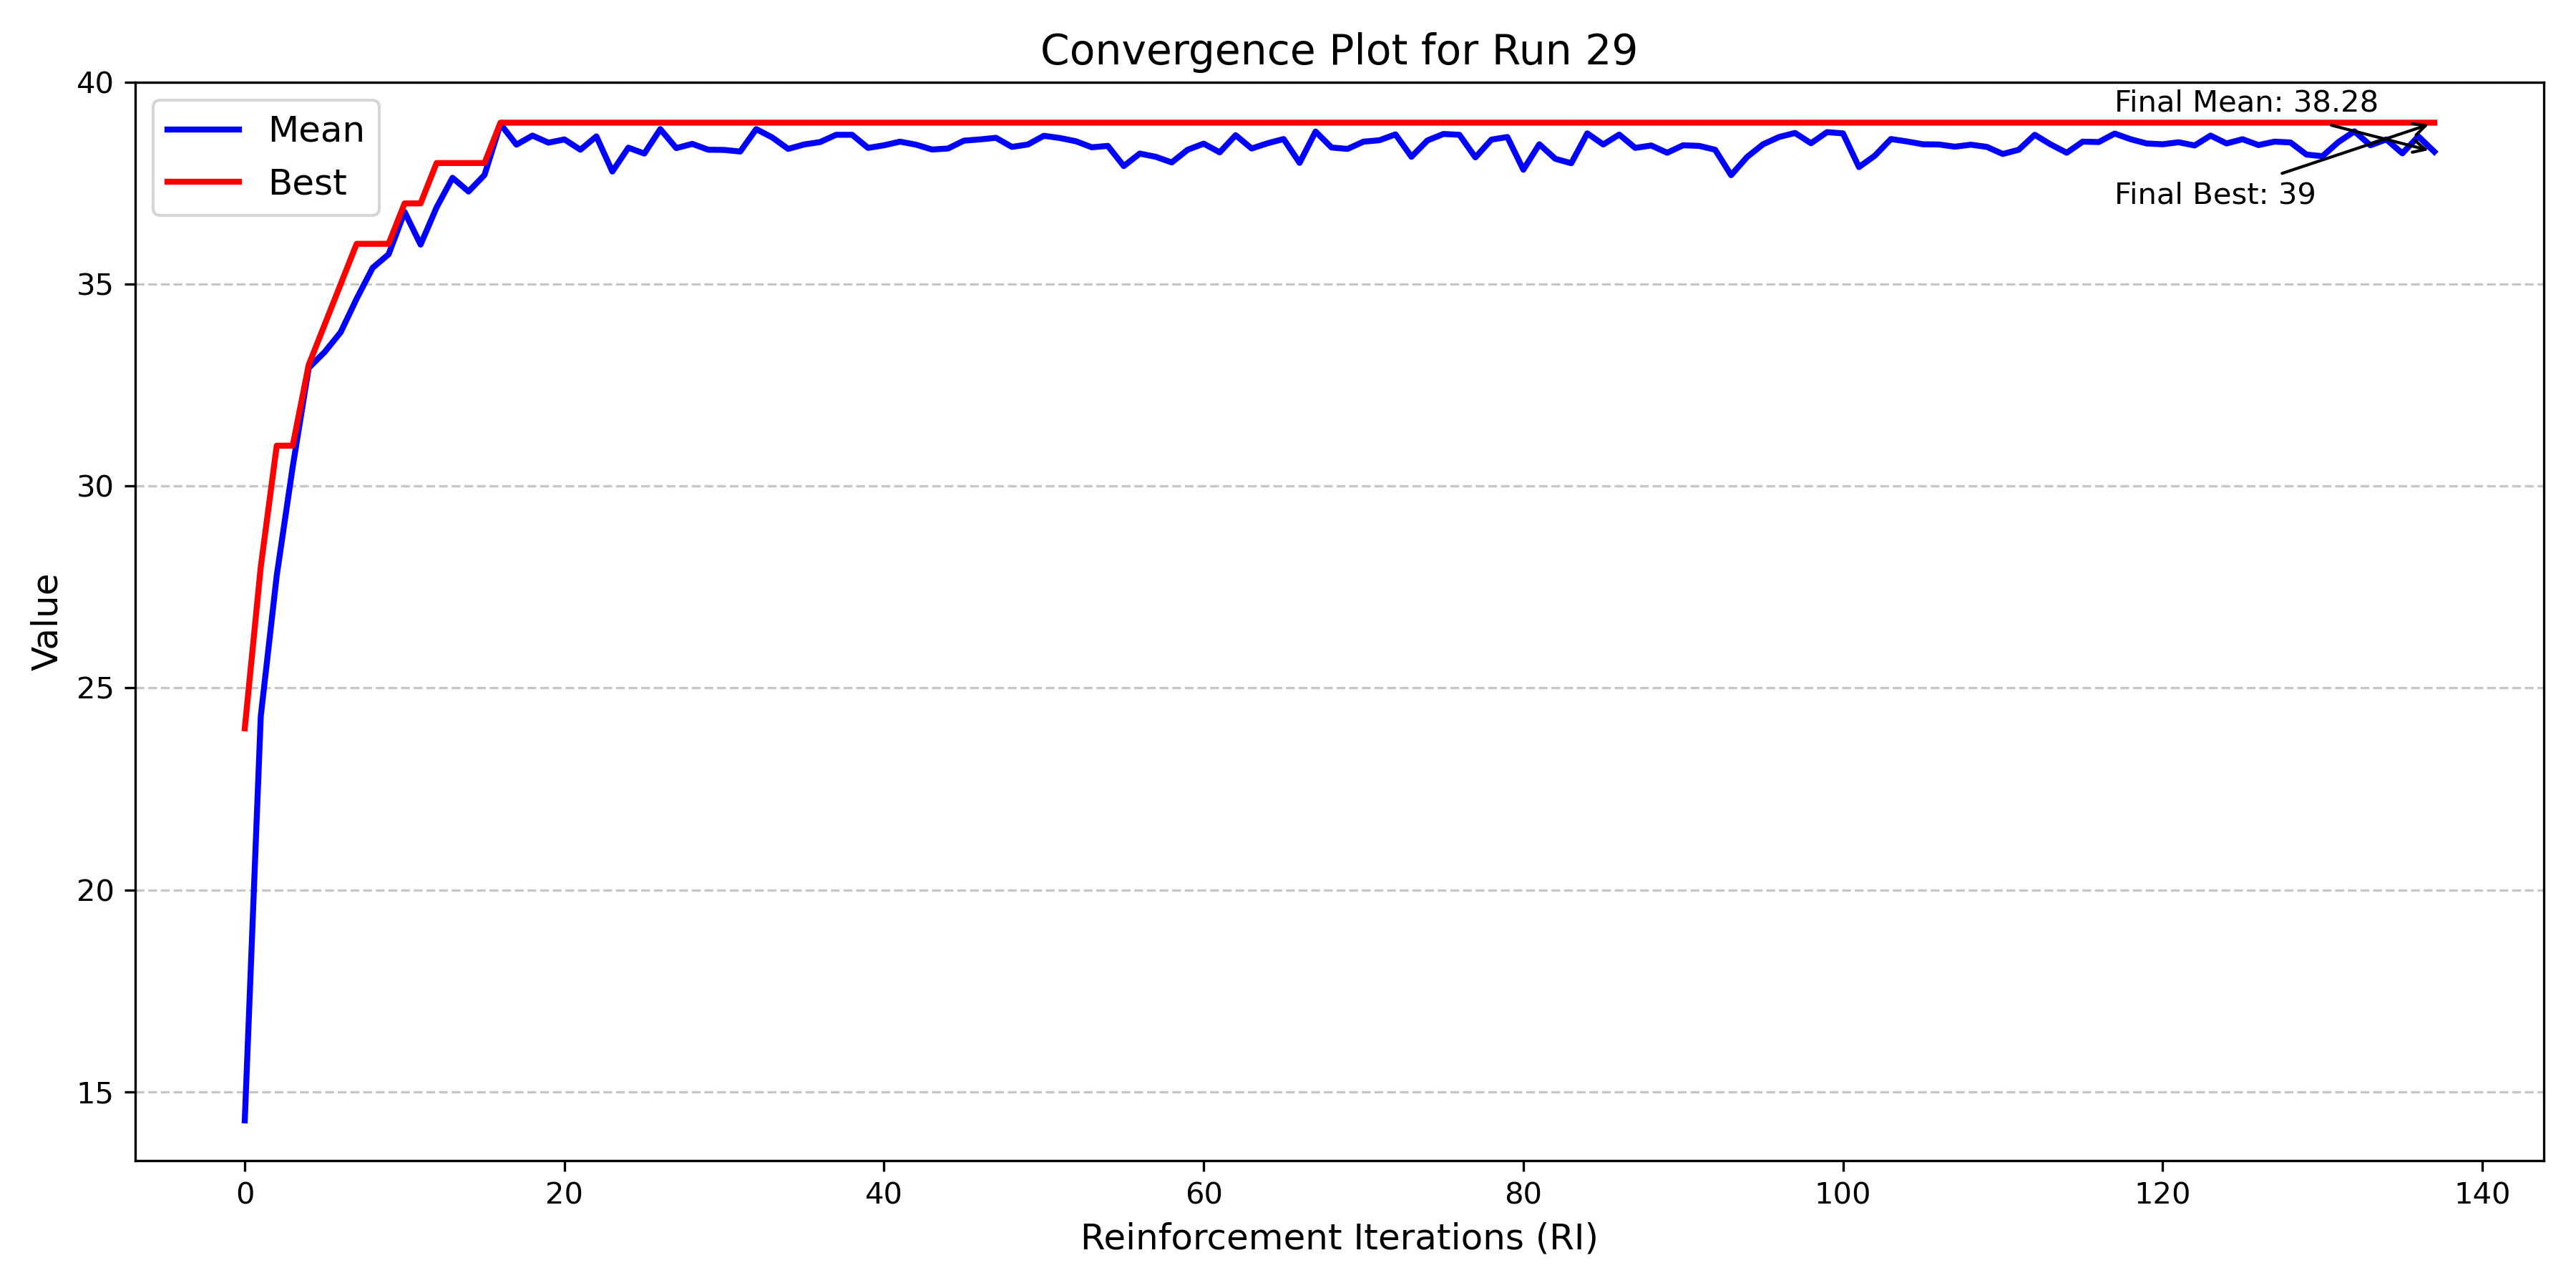 Convergence Plot for Run 29
40
35
30
25
20
15
Value
Mean
Best
Final Mean: 38.28
Final Best: 39
0 20 40 60 80 100 120 140
Reinforcement Iterations (RI)